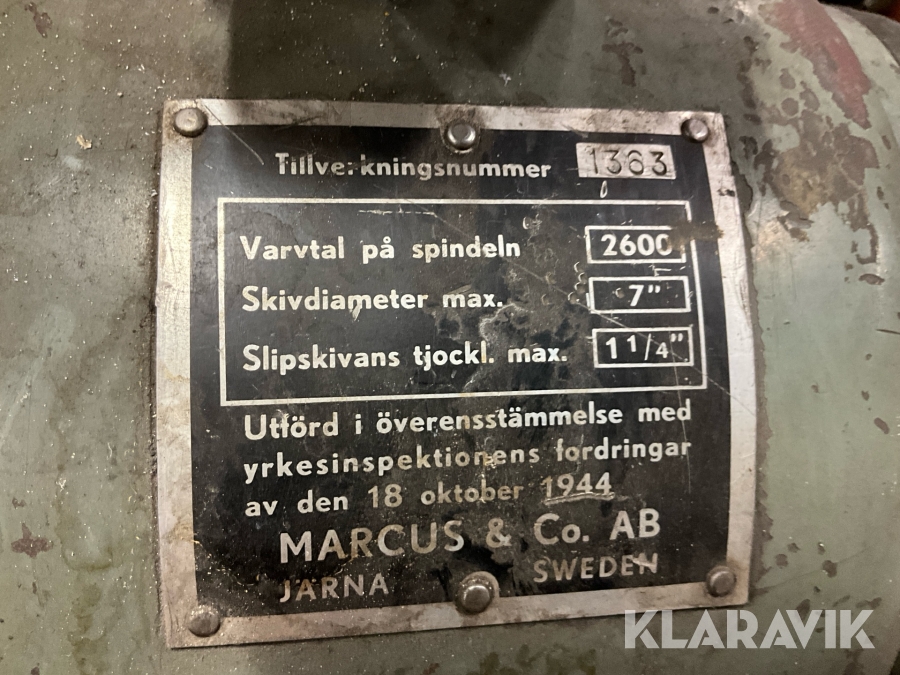 Tillverkningsnummer 1363
Varvtal på spindeln 2600
Skivdiameter max. 7"
Slipskivans tjockl. max. 1 1/4"
Utförd i överensstämmelse med
yrkesinspektionens fordringar
av den 18 oktober 1944
MARCUS & Co. AB
JÄRNA SWEDEN
KLARAVIK